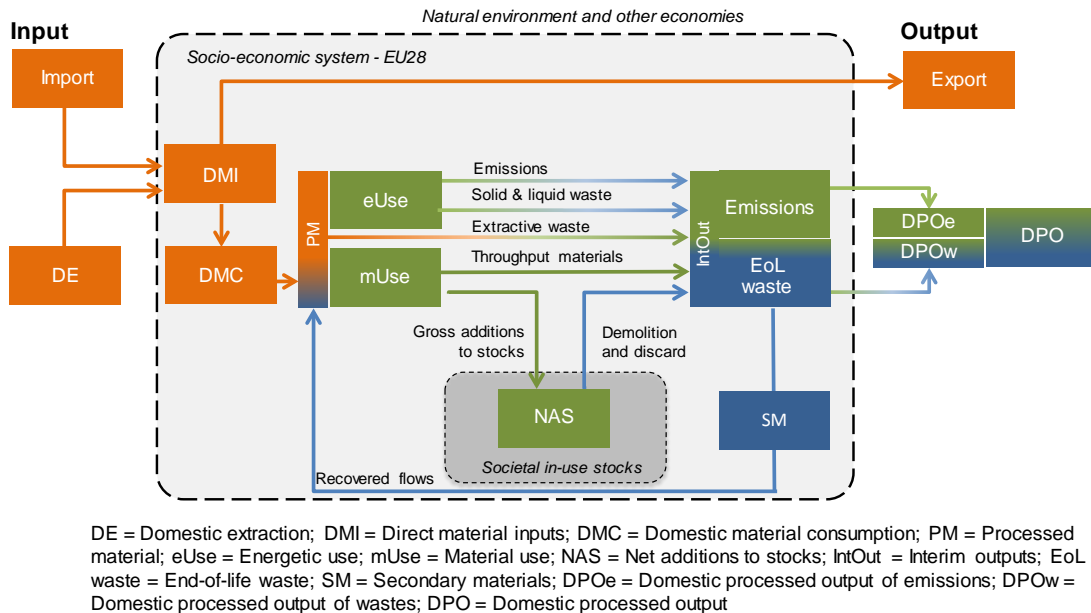 Natural environment and other economies
Input
Output
Socio-economic system - EU28
Import
Export
DMI
Emissions
eUse
Solid & liquid waste
Emissions
PM
Extractive waste
IntOut
DPOe
DPO
DE
DMC
Throughput materials
DPOw
mUse
EoL
waste
Gross additions
to stocks
Demolition
and discard
NAS
SM
Societal in-use stocks
Recovered flows
DE = Domestic extraction; DMI = Direct material inputs; DMC = Domestic material consumption; PM = Processed
material; eUse = Energetic use; mUse = Material use; NAS = Net additions to stocks; IntOut = Interim outputs; EoL
waste = End-of-life waste; SM = Secondary materials; DPOe = Domestic processed output of emissions; DPOw =
Domestic processed output of wastes; DPO = Domestic processed output